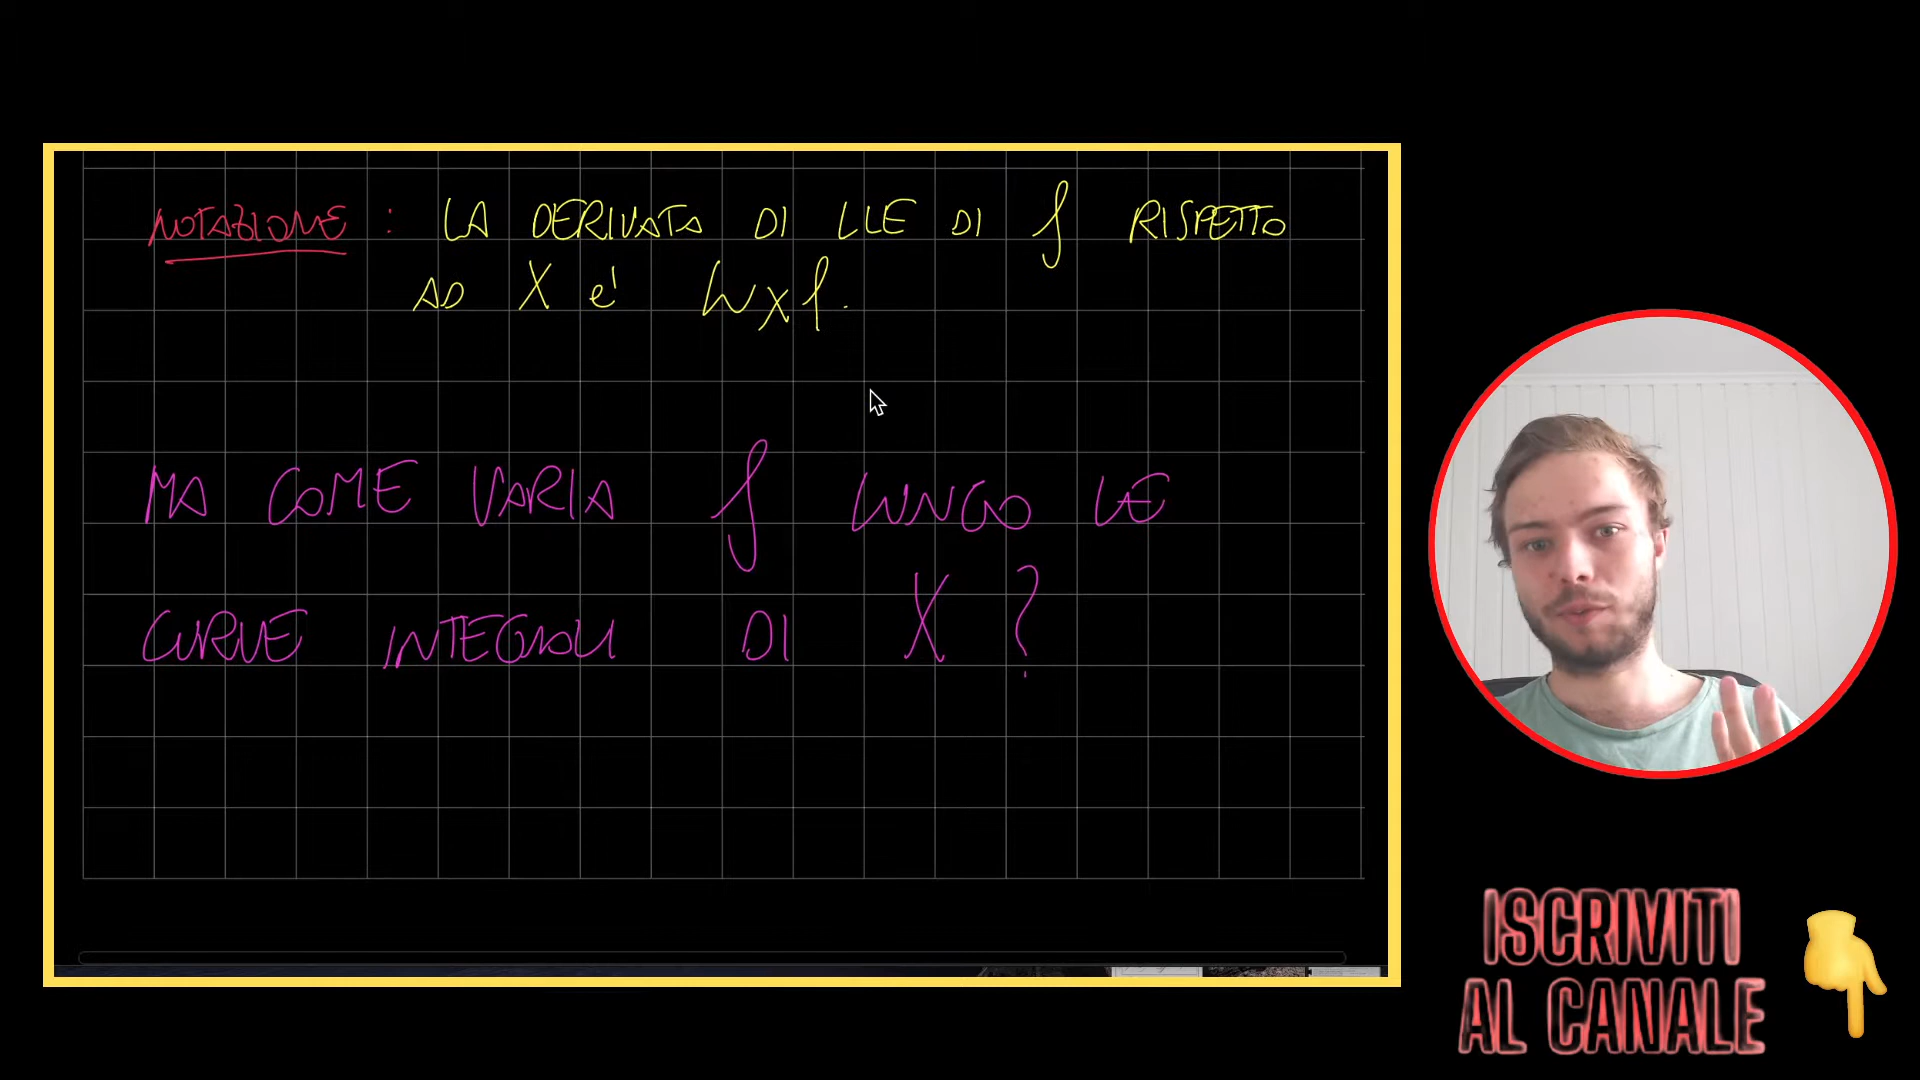 NOTAZIONE : LA DERIVATA DI LIE DI f RISPETTO
AD X e' LXf.
MA COME VARIA f LUNGO LE
CURVE INTEGRALI DI X ?
ISCRIVITI
AL CANALE